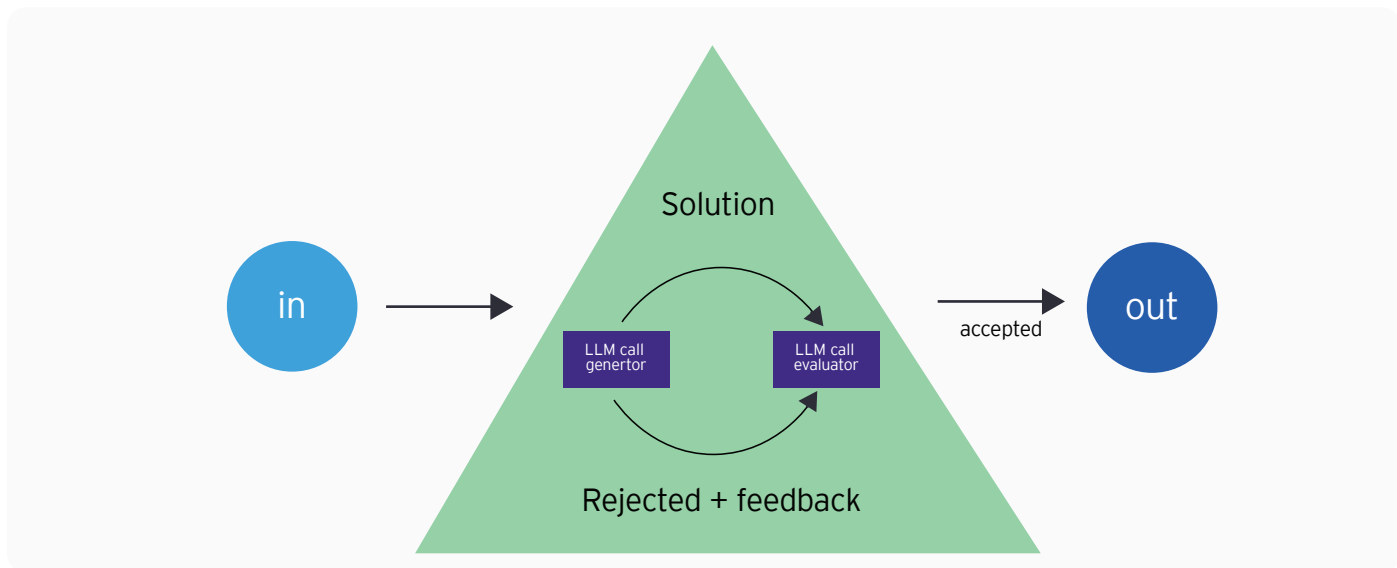 Solution
in
LLM call
genertor
LLM call
evaluator
accepted
out
Rejected + feedback